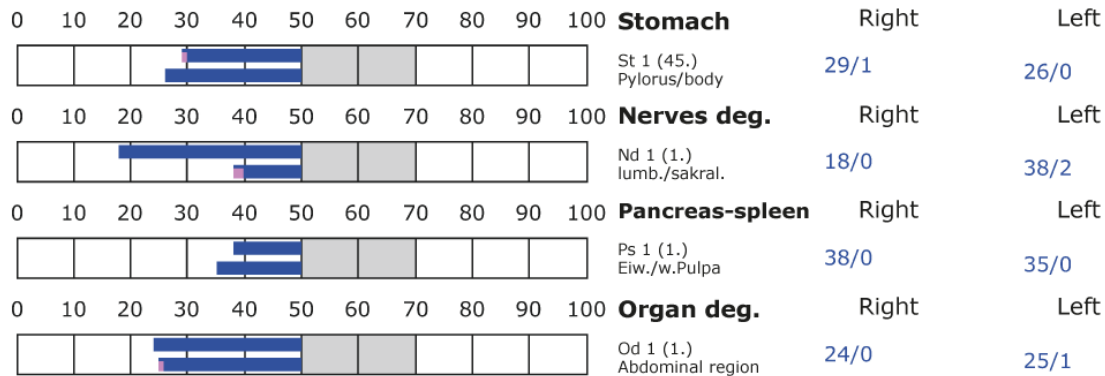 0 10 20 30 40 50 60 70 80 90 100 Stomach Right Left
St 1 (45.)
Pylorus/body
29/1 26/0
0 10 20 30 40 50 60 70 80 90 100 Nerves deg. Right Left
Nd 1 (1.)
lumb./sakral.
18/0 38/2
0 10 20 30 40 50 60 70 80 90 100 Pancreas-spleen Right Left
Ps 1 (1.)
Eiw./w.Pulpa
38/0 35/0
0 10 20 30 40 50 60 70 80 90 100 Organ deg. Right Left
Od 1 (1.)
Abdominal region
24/0 25/1